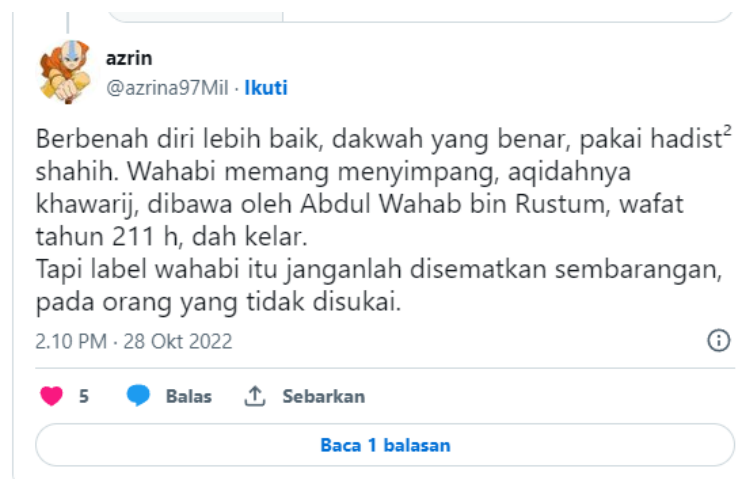 azrin
@azrina97Mil · Ikuti
Berbenah diri lebih baik, dakwah yang benar, pakai hadist²
shahih. Wahabi memang menyimpang, aqidahnya
khawarij, dibawa oleh Abdul Wahab bin Rustum, wafat
tahun 211 h, dah kelar.
Tapi label wahabi itu janganlah disematkan sembarangan,
pada orang yang tidak disukai.
2.10 PM · 28 Okt 2022
5 Balas Sebarkan
Baca 1 balasan